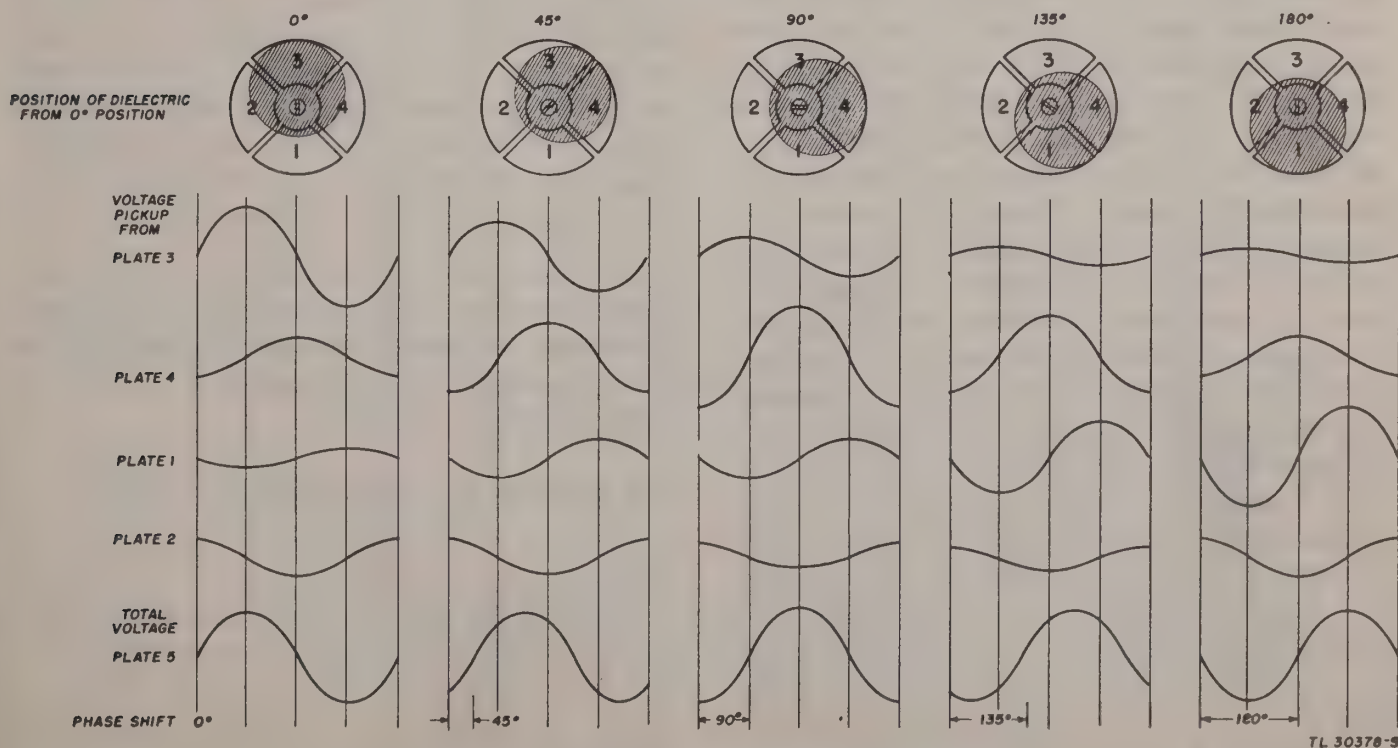 0° 45° 90° 135° 180°
POSITION OF DIELECTRIC
FROM 0° POSITION
3 2 4 1
3 2 4 1
3 2 4 1
3 2 4 1
3 2 4 1
VOLTAGE
PICKUP
FROM
PLATE 3
PLATE 4
PLATE 1
PLATE 2
TOTAL
VOLTAGE
PLATE 5
PHASE SHIFT 0° 45° 90° 135° 180°
TL 30378-S